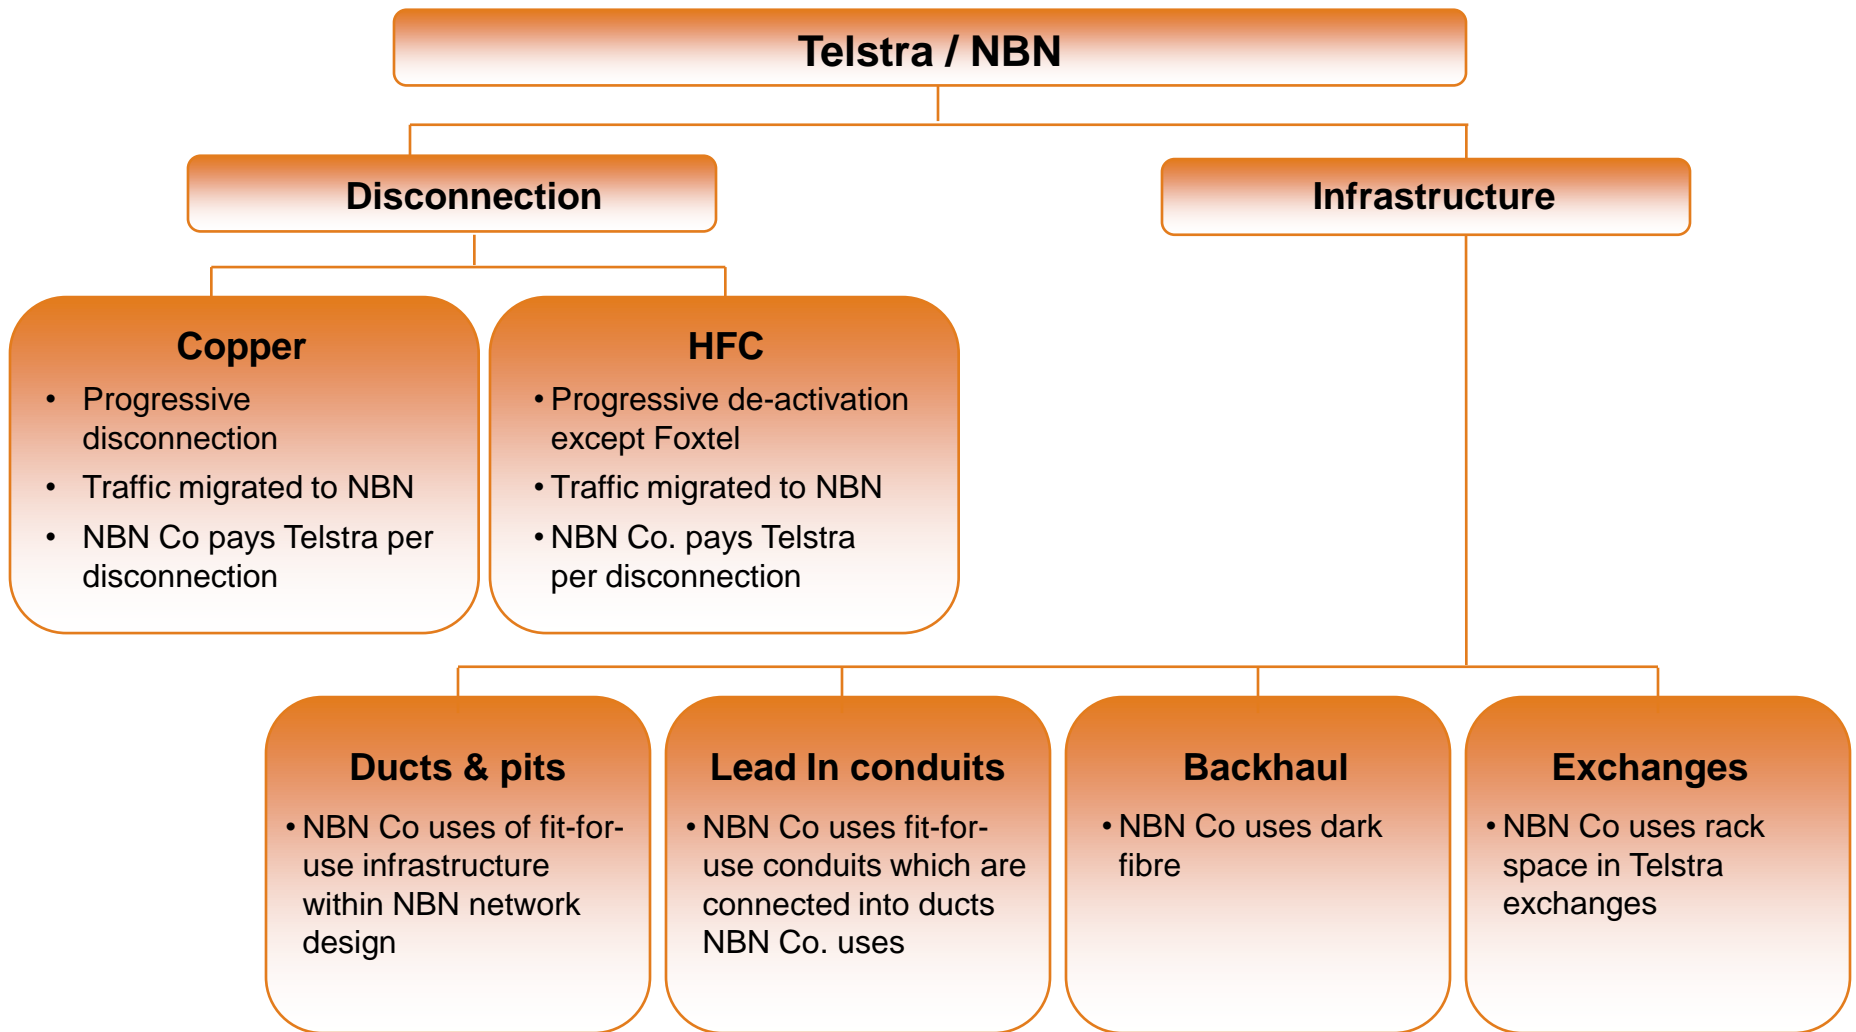 Telstra / NBN
Disconnection
Infrastructure
Copper
• Progressive
disconnection
• Traffic migrated to NBN
• NBN Co pays Telstra per
disconnection
HFC
• Progressive de-activation
except Foxtel
• Traffic migrated to NBN
• NBN Co. pays Telstra
per disconnection
Ducts & pits
• NBN Co uses of fit-for-
use infrastructure
within NBN network
design
Lead In conduits
• NBN Co uses fit-for-
use conduits which are
connected into ducts
NBN Co. uses
Backhaul
• NBN Co uses dark
fibre
Exchanges
• NBN Co uses rack
space in Telstra
exchanges